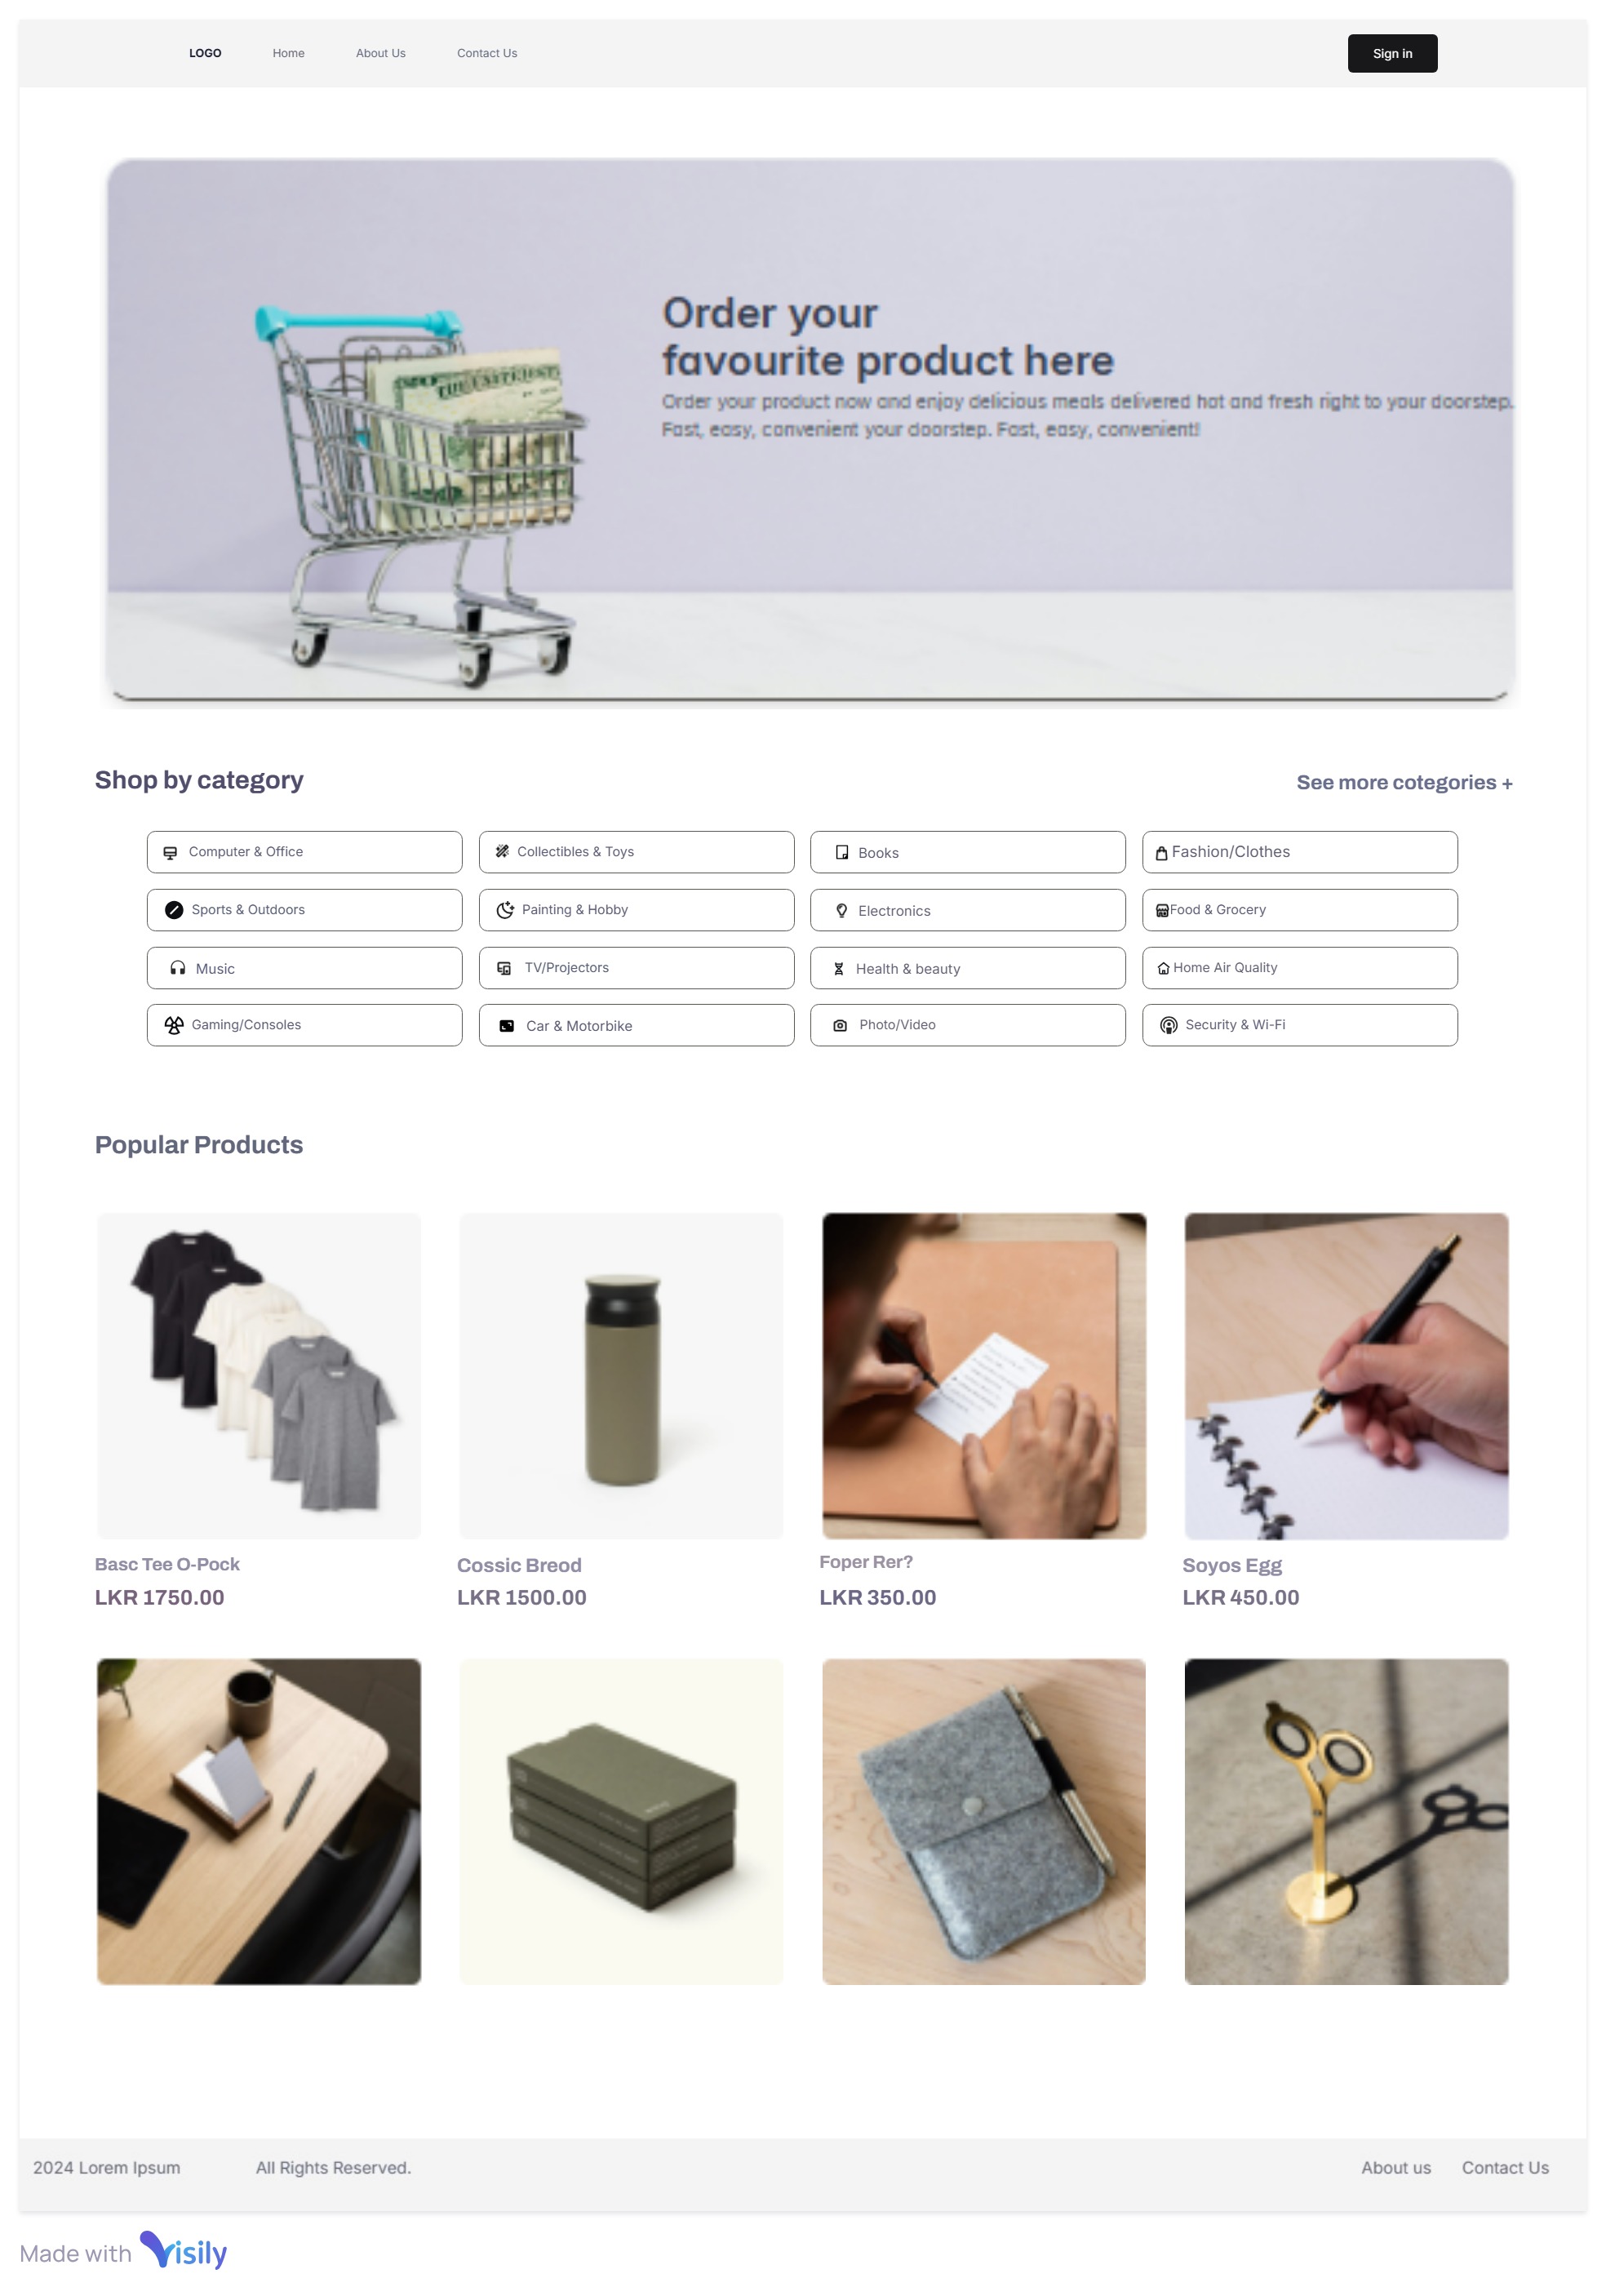 LOGO Home About Us Contact Us Sign in
Order your
favourite product here
Order your product now and enjoy delicious meals delivered hot and fresh right to your doorstep.
Fast, easy, convenient your doorstep. Fast, easy, convenient!
Shop by category See more cotegories +
Computer & Office Collectibles & Toys Books Fashion/Clothes
Sports & Outdoors Painting & Hobby Electronics Food & Grocery
Music TV/Projectors Health & beauty Home Air Quality
Gaming/Consoles Car & Motorbike Photo/Video Security & Wi-Fi
Popular Products
Basc Tee O-Pock Cossic Breod Foper Rer? Soyos Egg
LKR 1750.00 LKR 1500.00 LKR 350.00 LKR 450.00
2024 Lorem Ipsum All Rights Reserved. About us Contact Us
Made with Visily